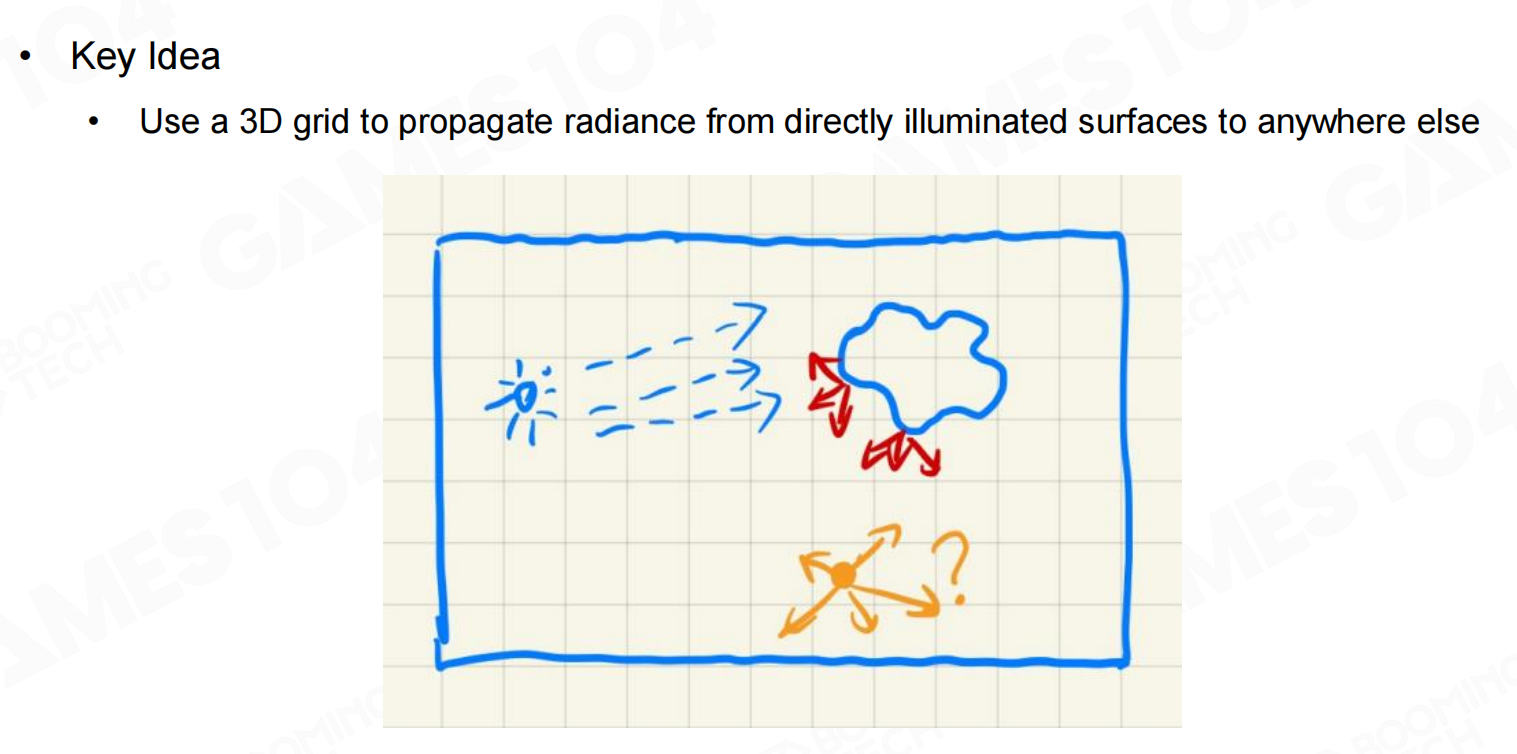 • Key Idea
• Use a 3D grid to propagate radiance from directly illuminated surfaces to anywhere else
?
GAMES104
BOOMING
TECH